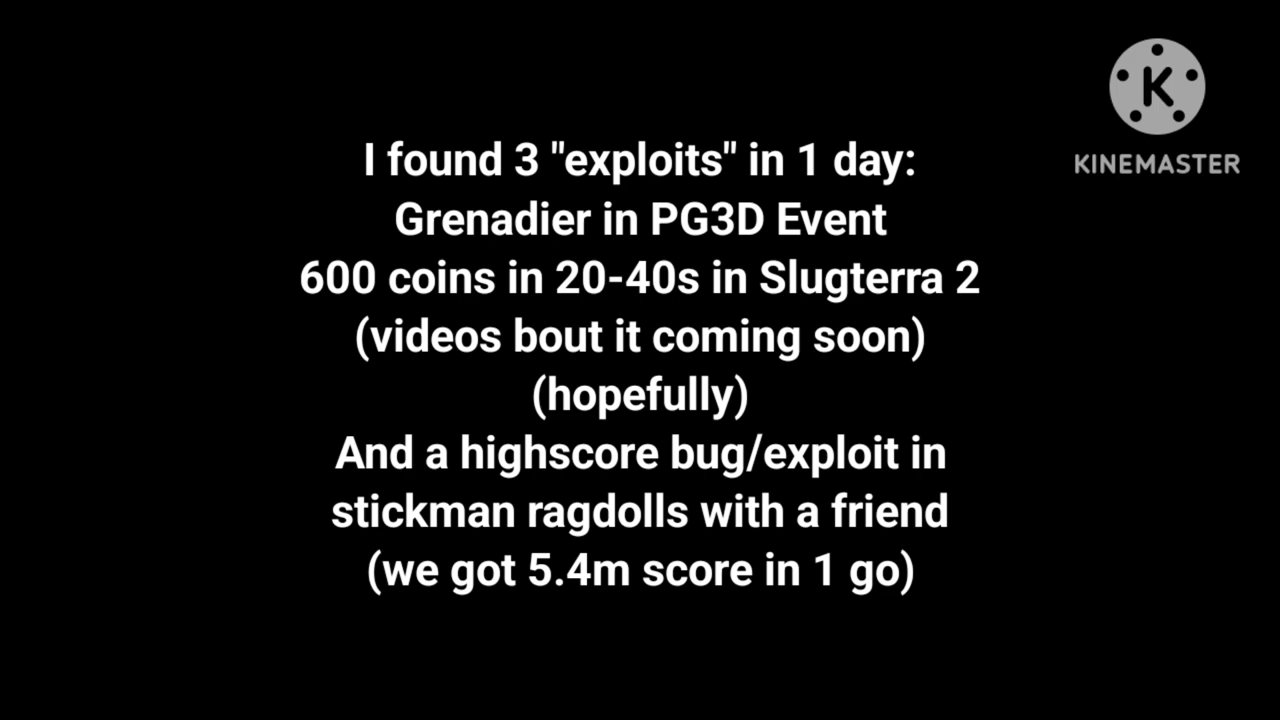 K
KINEMASTER
I found 3 "exploits" in 1 day:
Grenadier in PG3D Event
600 coins in 20-40s in Slugterra 2
(videos bout it coming soon)
(hopefully)
And a highscore bug/exploit in
stickman ragdolls with a friend
(we got 5.4m score in 1 go)